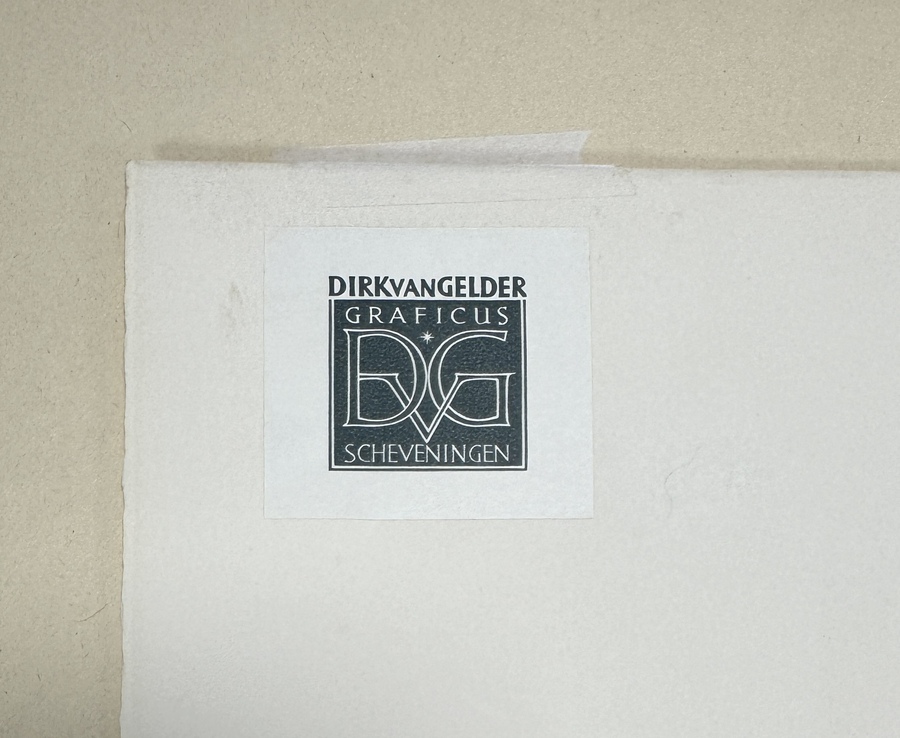 DIRKvanGELDER
GRAFICUS
DVG
SCHEVENINGEN